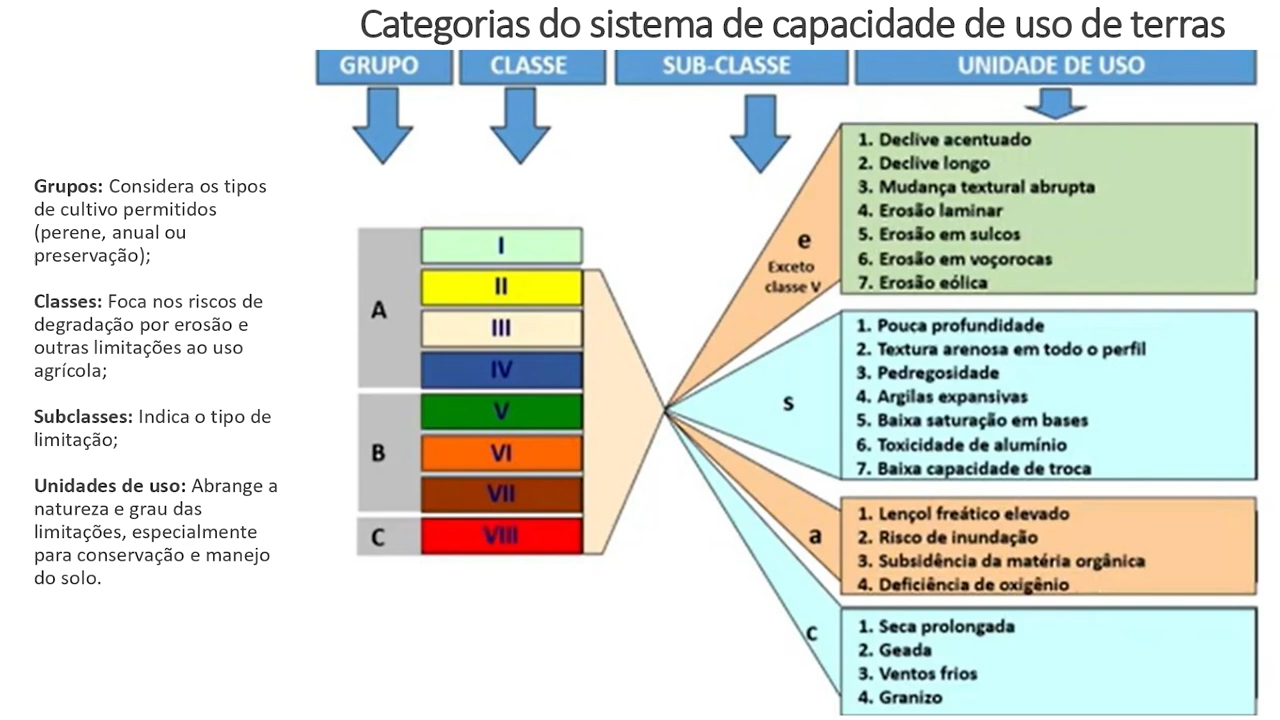 Categorias do sistema de capacidade de uso de terras
GRUPO
CLASSE
SUB-CLASSE
UNIDADE DE USO
Grupos: Considera os tipos
de cultivo permitidos
(perene, anual ou
preservação);
Classes: Foca nos riscos de
degradação por erosão e
outras limitações ao uso
agrícola;
Subclasses: Indica o tipo de
limitação;
Unidades de uso: Abrange a
natureza e grau das
limitações, especialmente
para conservação e manejo
do solo.
A
B
C
I
II
III
IV
V
VI
VII
VIII
e
Exceto
classe V
1. Declive acentuado
2. Declive longo
3. Mudança textural abrupta
4. Erosão laminar
5. Erosão em sulcos
6. Erosão em voçorocas
7. Erosão eólica
s
1. Pouca profundidade
2. Textura arenosa em todo o perfil
3. Pedregosidade
4. Argilas expansivas
5. Baixa saturação em bases
6. Toxicidade de alumínio
7. Baixa capacidade de troca
a
1. Lençol freático elevado
2. Risco de inundação
3. Subsidência da matéria orgânica
4. Deficiência de oxigênio
c
1. Seca prolongada
2. Geada
3. Ventos frios
4. Granizo